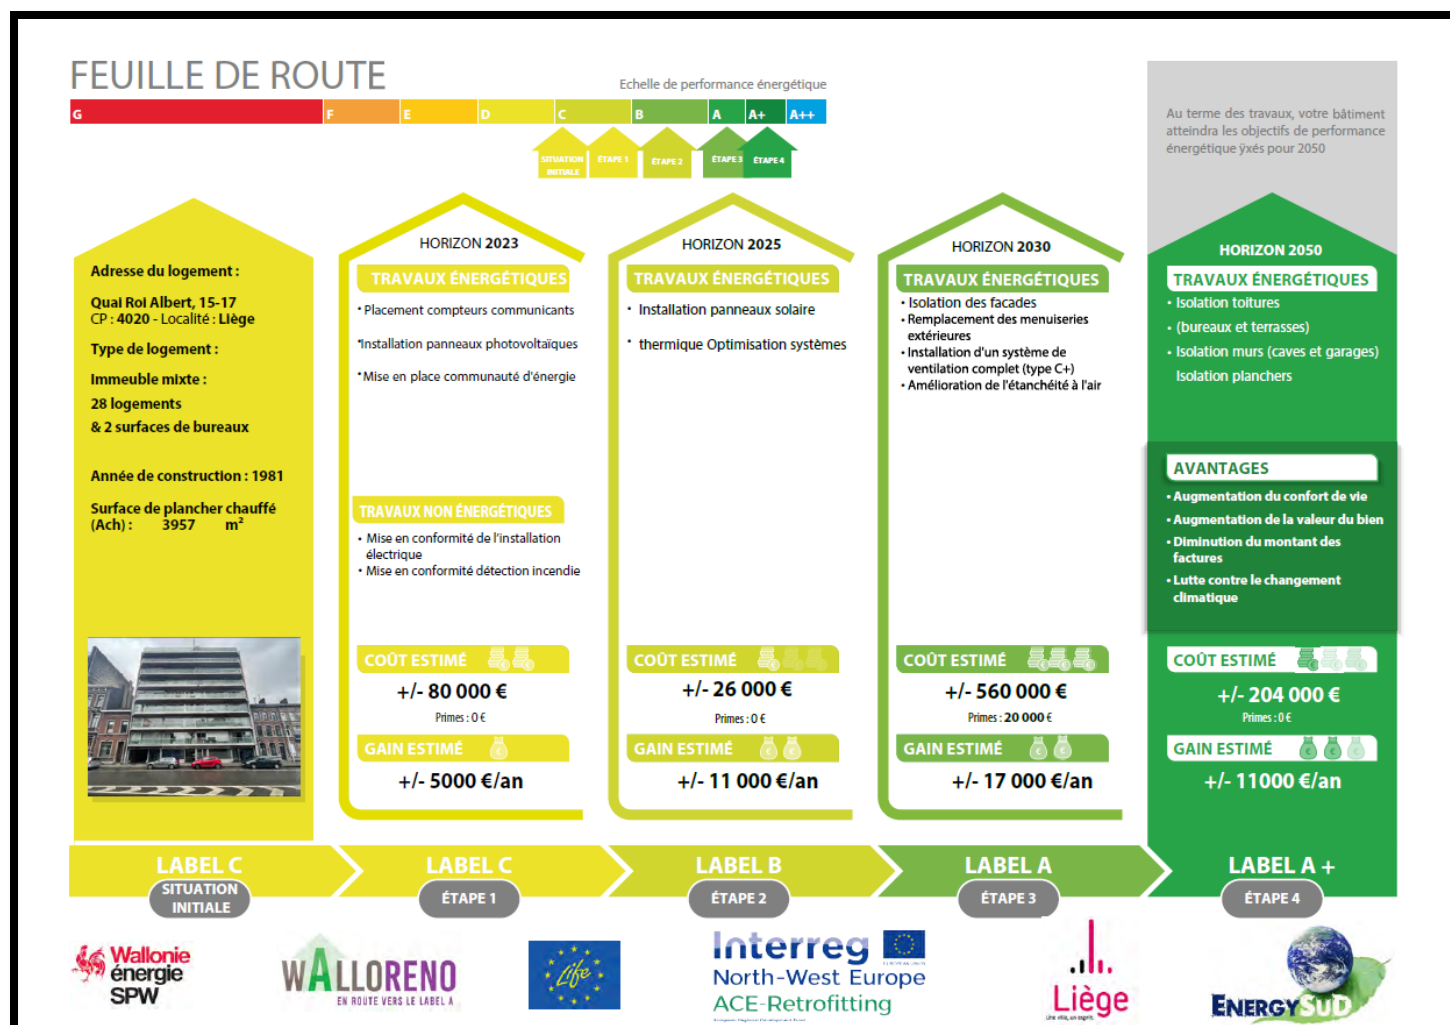 FEUILLE DE ROUTE
Echelle de performance énergétique
G F E D C B A A+ A++
SITUATION
INITIALE
ÉTAPE 1
ÉTAPE 2
ÉTAPE 3
ÉTAPE 4
Au terme des travaux, votre bâtiment
atteindra les objectifs de performance
énergétique ÿxés pour 2050
Adresse du logement :
Quai Roi Albert, 15-17
CP : 4020 - Localité : Liège
Type de logement :
Immeuble mixte :
28 logements
& 2 surfaces de bureaux
Année de construction : 1981
Surface de plancher chauffé
(Ach) : 3957 m²
HORIZON 2023
TRAVAUX ÉNERGÉTIQUES
• Placement compteurs communicants
•Installation panneaux photovoltaïques
• Mise en place communauté d'énergie
TRAVAUX NON ÉNERGÉTIQUES
• Mise en conformité de l'installation
électrique
• Mise en conformité détection incendie
COÛT ESTIMÉ
+/- 80 000 €
Primes : 0 €
GAIN ESTIMÉ
+/- 5000 €/an
HORIZON 2025
TRAVAUX ÉNERGÉTIQUES
• Installation panneaux solaire
• thermique Optimisation systèmes
COÛT ESTIMÉ
+/- 26 000 €
Primes : 0 €
GAIN ESTIMÉ
+/- 11 000 €/an
HORIZON 2030
TRAVAUX ÉNERGÉTIQUES
• Isolation des facades
• Remplacement des menuiseries
extérieures
• Installation d'un système de
ventilation complet (type C+)
• Amélioration de l'étanchéité à l'air
COÛT ESTIMÉ
+/- 560 000 €
Primes : 20 000 €
GAIN ESTIMÉ
+/- 17 000 €/an
HORIZON 2050
TRAVAUX ÉNERGÉTIQUES
• Isolation toitures
• (bureaux et terrasses)
• Isolation murs (caves et garages)
Isolation planchers
AVANTAGES
• Augmentation du confort de vie
• Augmentation de la valeur du bien
• Diminution du montant des
factures
• Lutte contre le changement
climatique
COÛT ESTIMÉ
+/- 204 000 €
Primes : 0 €
GAIN ESTIMÉ
+/- 11000 €/an
LABEL C
SITUATION
INITIALE
LABEL C
ÉTAPE 1
LABEL B
ÉTAPE 2
LABEL A
ÉTAPE 3
LABEL A +
ÉTAPE 4
Wallonie
énergie
SPW
WALLORENO
EN ROUTE VERS LE LABEL A
Life
Interreg
North-West Europe
ACE-Retrofitting
European Regional Development Fund
Liège
Une ville, un esprit.
ENERGYSUD